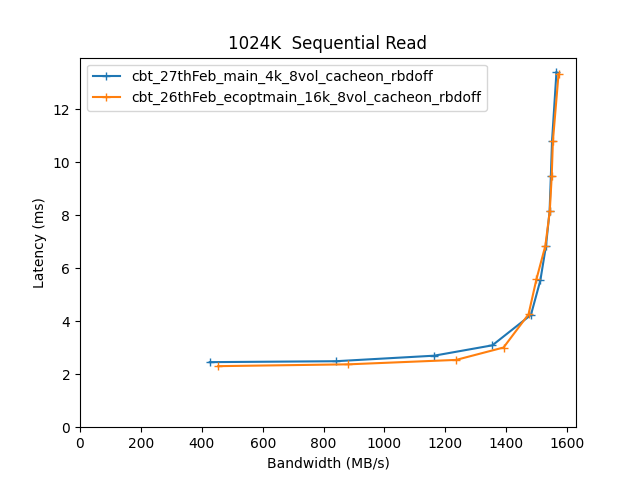 1024K  Sequential Read
cbt_27thFeb_main_4k_8vol_cacheon_rbdoff
cbt_26thFeb_ecoptmain_16k_8vol_cacheon_rbdoff
Latency (ms)
12
10
8
6
4
2
0
0 200 400 600 800 1000 1200 1400 1600
Bandwidth (MB/s)